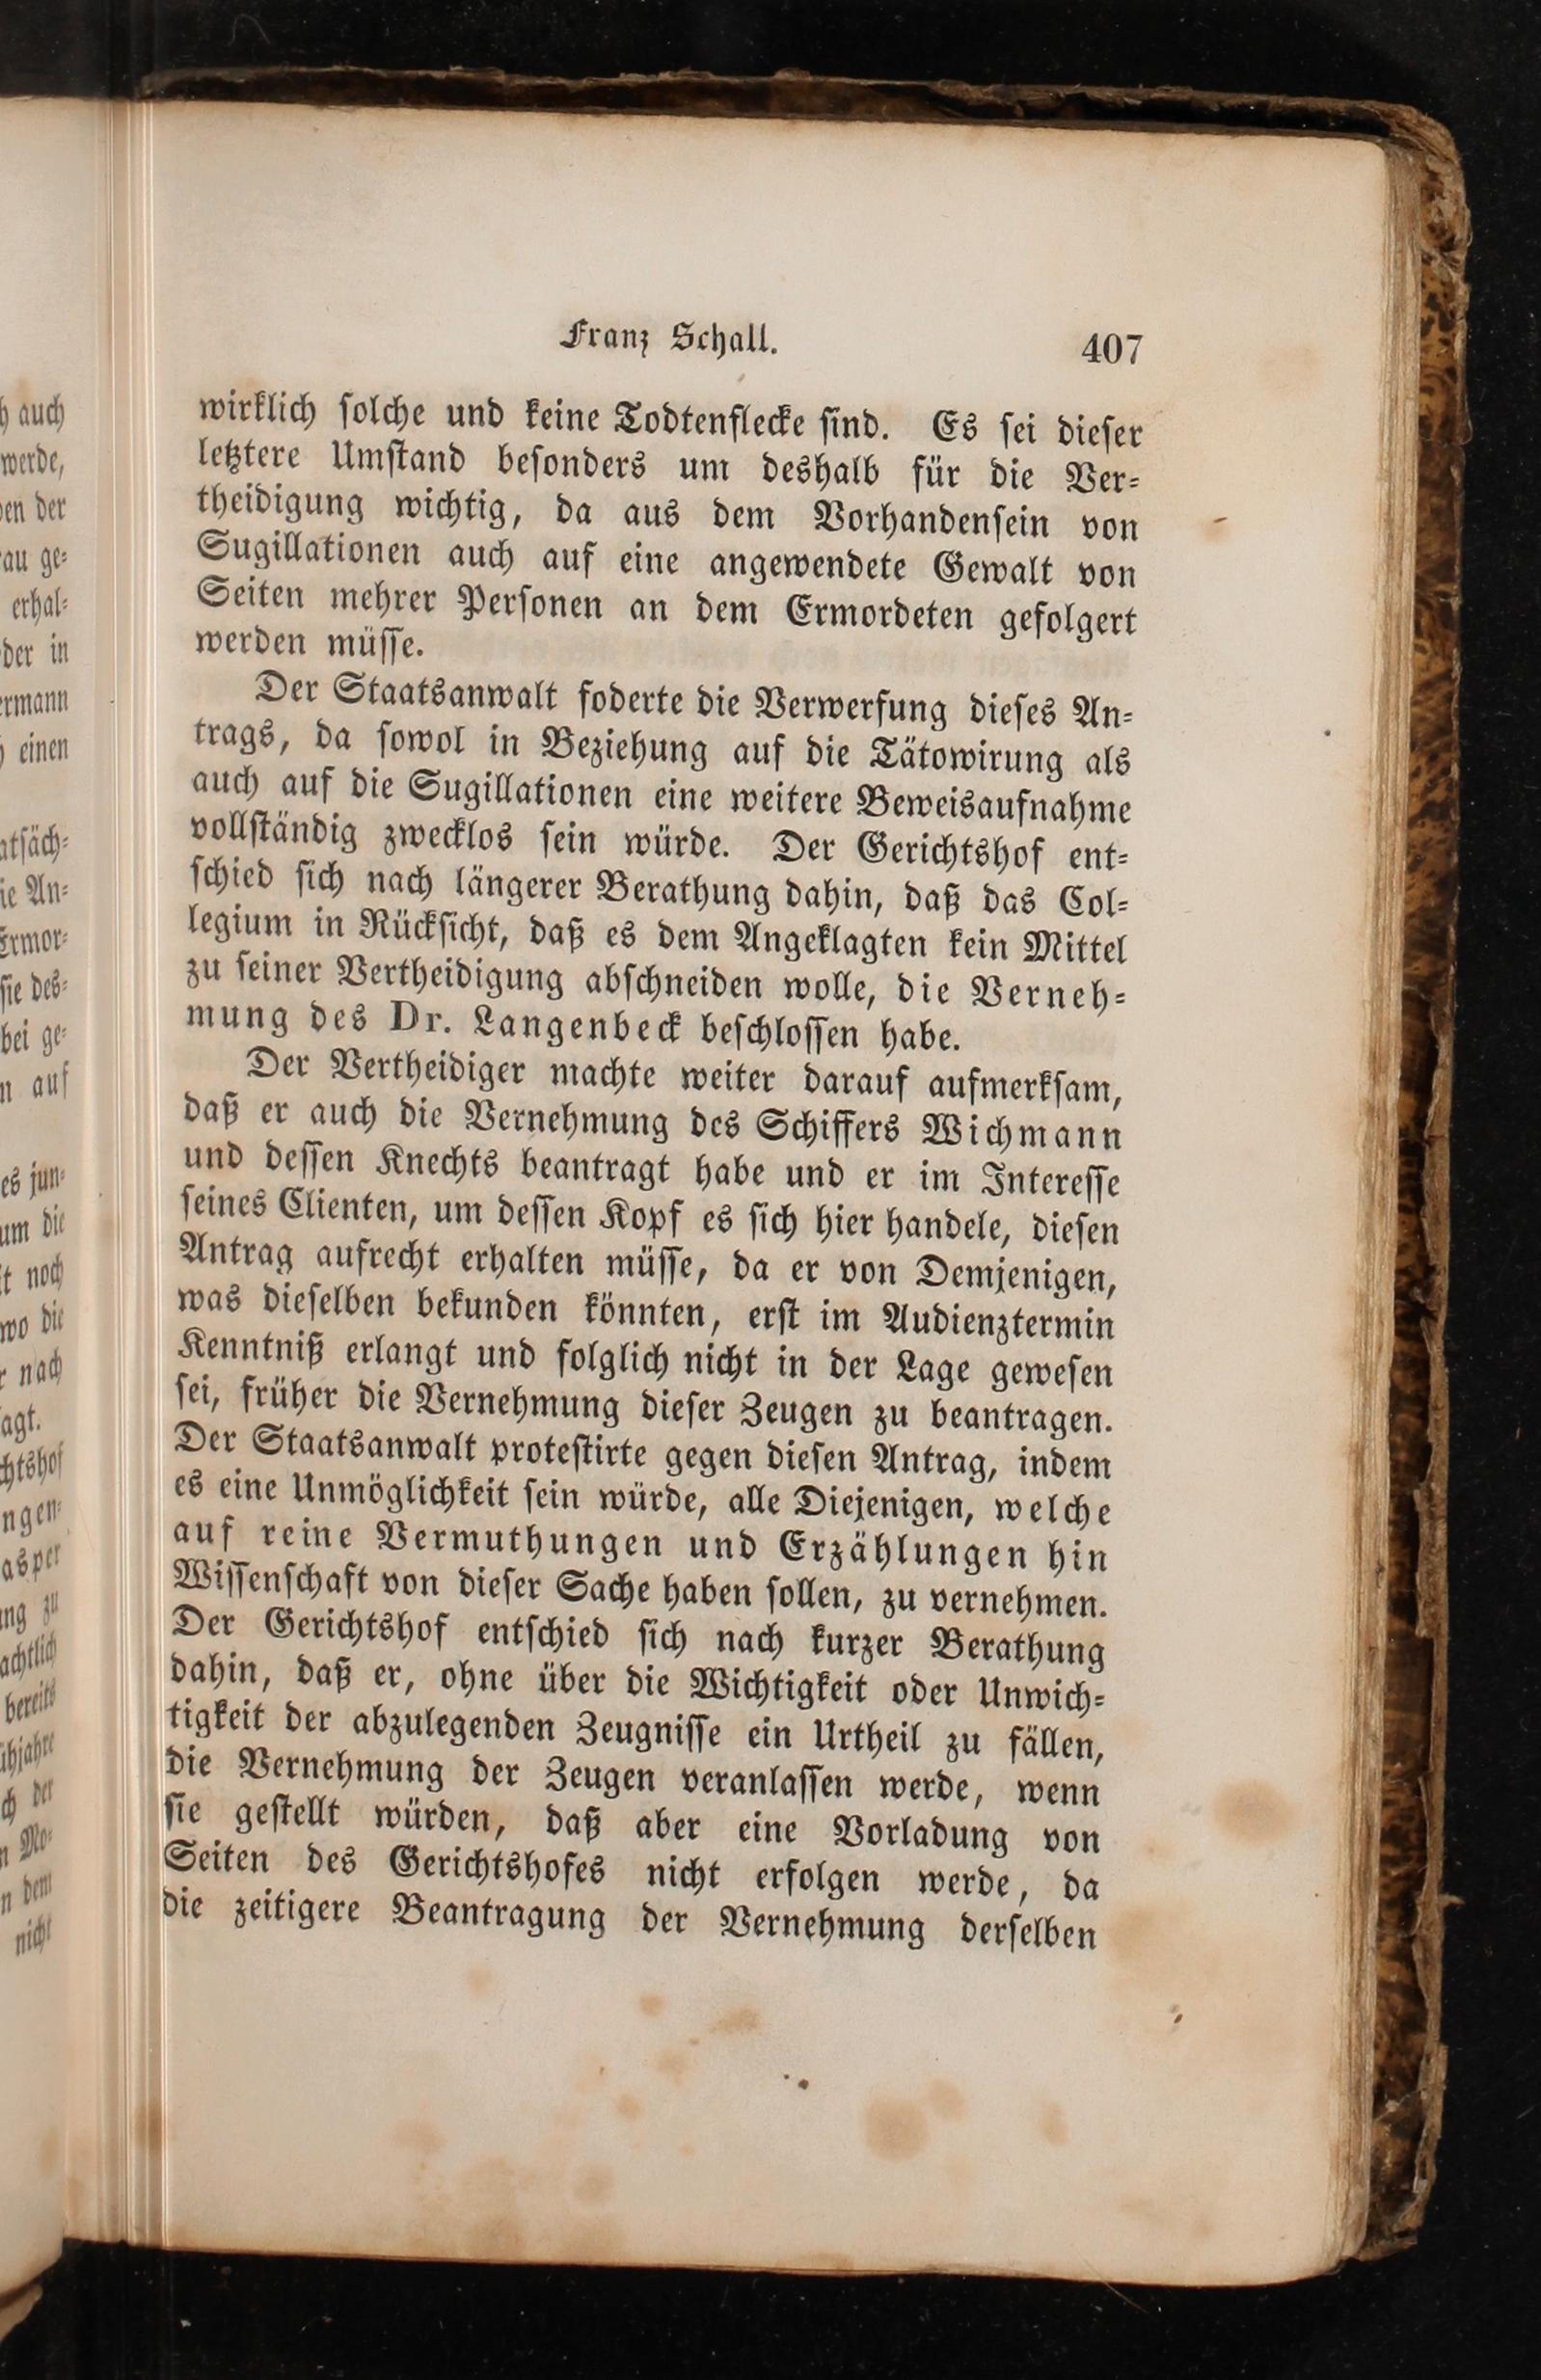 Franz Schall. 407
wirklich solche und keine Todtenflecke sind. Es sei dieser
letztere Umstand besonders um deshalb für die Ver=
theidigung wichtig, da aus dem Vorhandensein von
Sugillationen auch auf eine angewendete Gewalt von
Seiten mehrer Personen an dem Ermordeten gefolgert
werden müsse.
Der Staatsanwalt foderte die Verwerfung dieses An=
trags, da sowol in Beziehung auf die Tätowirung als
auch auf die Sugillationen eine weitere Beweisaufnahme
vollständig zwecklos sein würde. Der Gerichtshof ent=
schied sich nach längerer Berathung dahin, daß das Col=
legium in Rücksicht, daß es dem Angeklagten kein Mittel
zu seiner Vertheidigung abschneiden wolle, die Verneh=
mung des Dr. Langenbeck beschlossen habe.
Der Vertheidiger machte weiter darauf aufmerksam,
daß er auch die Vernehmung des Schiffers Wichmann
und dessen Knechts beantragt habe und er im Interesse
seines Clienten, um dessen Kopf es sich hier handele, diesen
Antrag aufrecht erhalten müsse, da er von Demjenigen,
was dieselben bekunden könnten, erst im Audienztermin
Kenntniß erlangt und folglich nicht in der Lage gewesen
sei, früher die Vernehmung dieser Zeugen zu beantragen.
Der Staatsanwalt protestirte gegen diesen Antrag, indem
es eine Unmöglichkeit sein würde, alle Diejenigen, welche
auf reine Vermuthungen und Erzählungen hin
Wissenschaft von dieser Sache haben sollen, zu vernehmen.
Der Gerichtshof entschied sich nach kurzer Berathung
dahin, daß er, ohne über die Wichtigkeit oder Unwich=
tigkeit der abzulegenden Zeugnisse ein Urtheil zu fällen,
die Vernehmung der Zeugen veranlassen werde, wenn
sie gestellt würden, daß aber eine Vorladung von
Seiten des Gerichtshofes nicht erfolgen werde, da
die zeitigere Beantragung der Vernehmung derselben